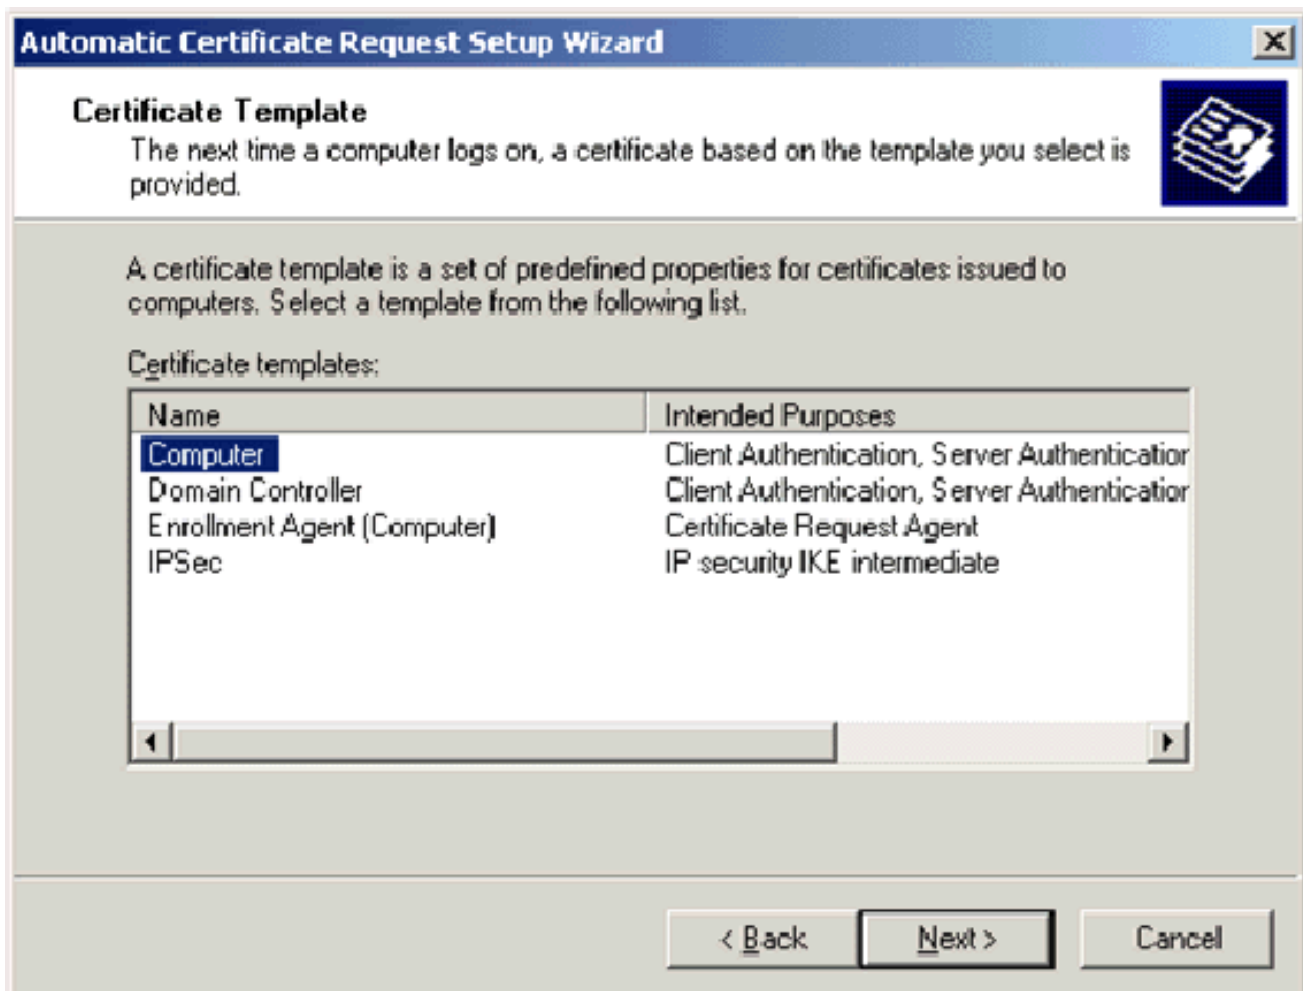 Automatic Certificate Request Setup Wizard
Certificate Template
The next time a computer logs on, a certificate based on the template you select is
provided.
A certificate template is a set of predefined properties for certificates issued to
computers. Select a template from the following list.
Certificate templates:
Name Intended Purposes
Computer Client Authentication, Server Authentication
Domain Controller Client Authentication, Server Authentication
Enrollment Agent (Computer) Certificate Request Agent
IPSec IP security IKE intermediate
< Back Next > Cancel